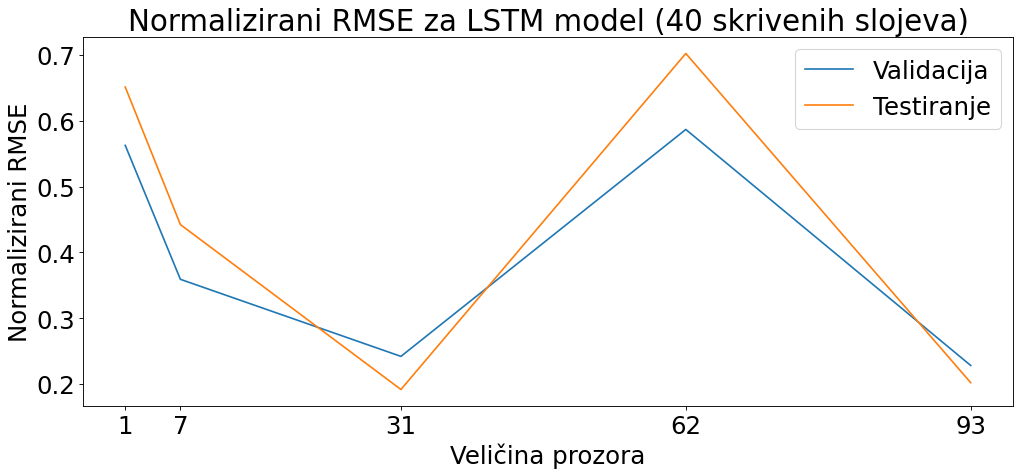 Normalizirani RMSE za LSTM model (40 skrivenih slojeva)
Normalizirani RMSE
0.7
0.6
0.5
0.4
0.3
0.2
Validacija
Testiranje
1 7 31 62 93
Veličina prozora